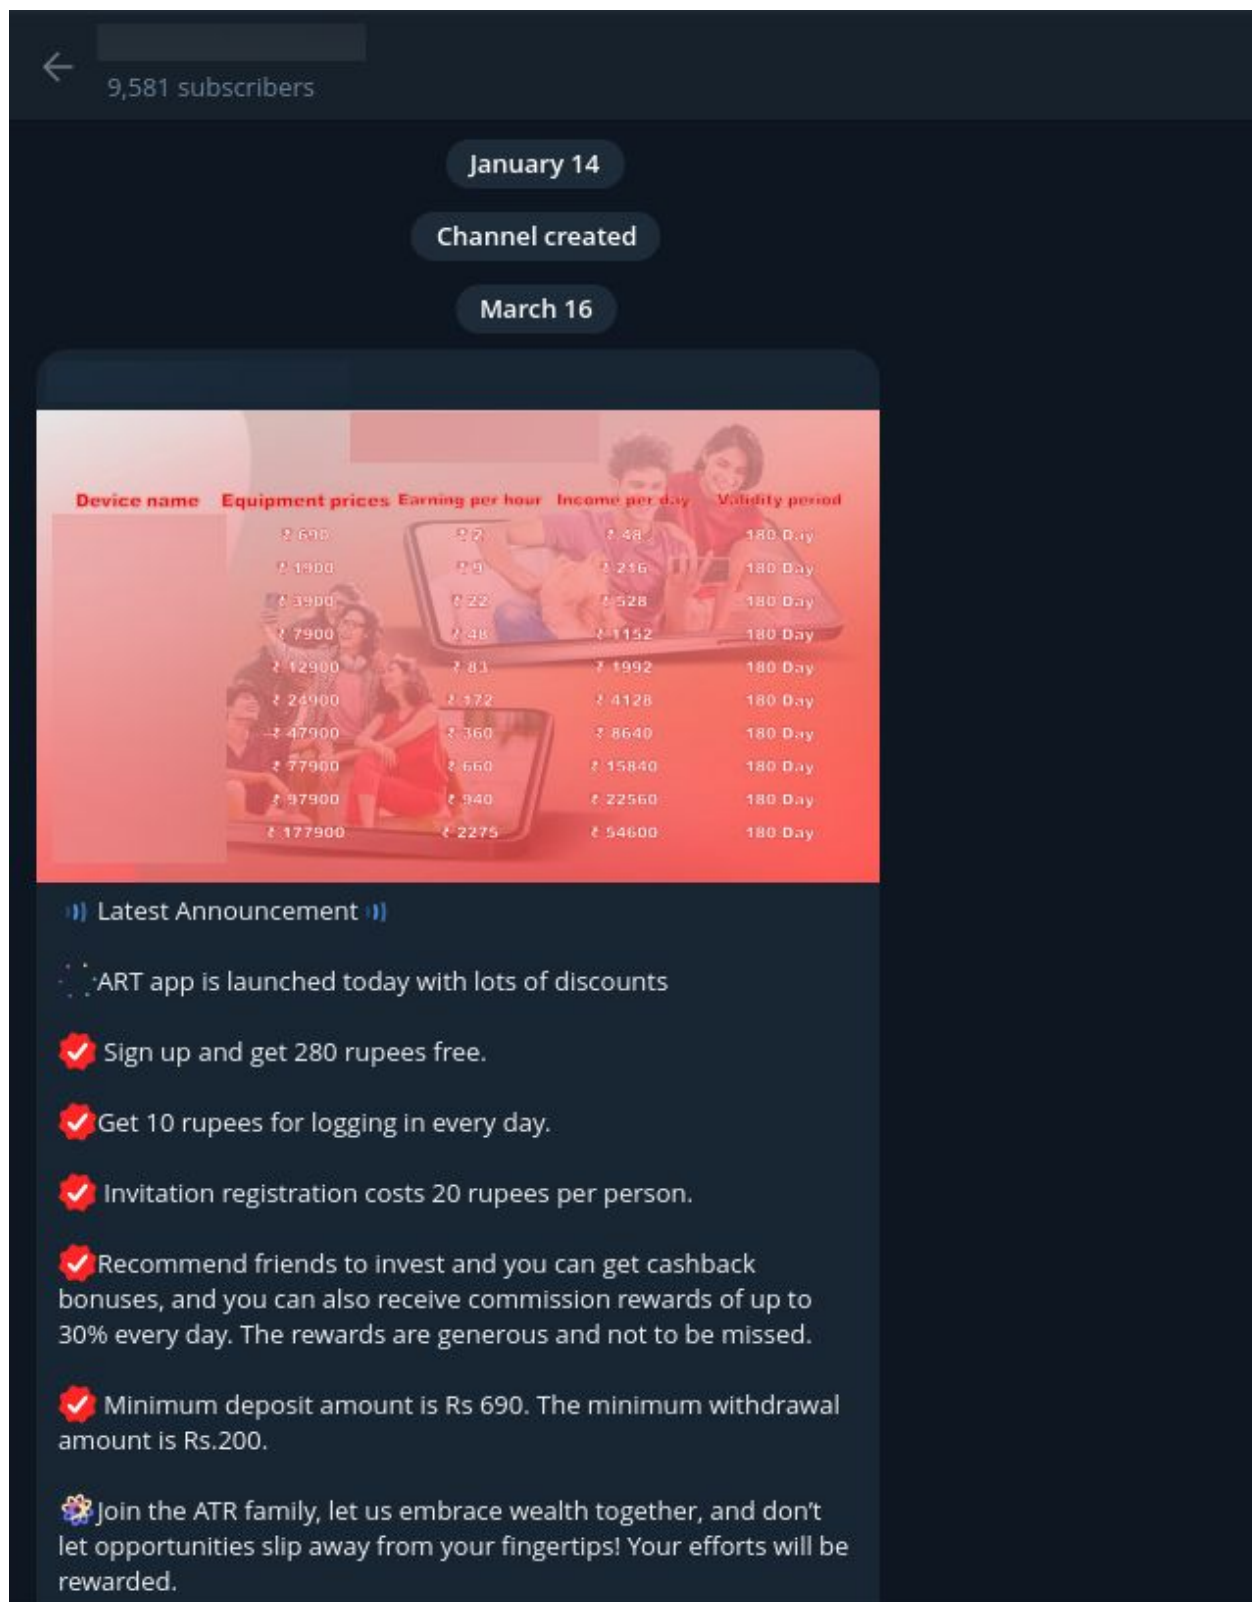 9,581 subscribers
January 14
Channel created
March 16
Device name Equipment prices Earning per hour Income per day Validity period
₹ 690 ₹ 2 ₹ 48 180 Day
₹ 1900 ₹ 9 ₹ 216 180 Day
₹ 3900 ₹ 22 ₹ 528 180 Day
₹ 7900 ₹ 48 ₹ 1152 180 Day
₹ 12900 ₹ 83 ₹ 1992 180 Day
₹ 24900 ₹ 172 ₹ 4128 180 Day
₹ 47900 ₹ 360 ₹ 8640 180 Day
₹ 77900 ₹ 660 ₹ 15840 180 Day
₹ 97900 ₹ 940 ₹ 22560 180 Day
₹ 177900 ₹ 2275 ₹ 54600 180 Day
Latest Announcement
ART app is launched today with lots of discounts
Sign up and get 280 rupees free.
Get 10 rupees for logging in every day.
Invitation registration costs 20 rupees per person.
Recommend friends to invest and you can get cashback
bonuses, and you can also receive commission rewards of up to
30% every day. The rewards are generous and not to be missed.
Minimum deposit amount is Rs 690. The minimum withdrawal
amount is Rs.200.
Join the ATR family, let us embrace wealth together, and don't
let opportunities slip away from your fingertips! Your efforts will be
rewarded.